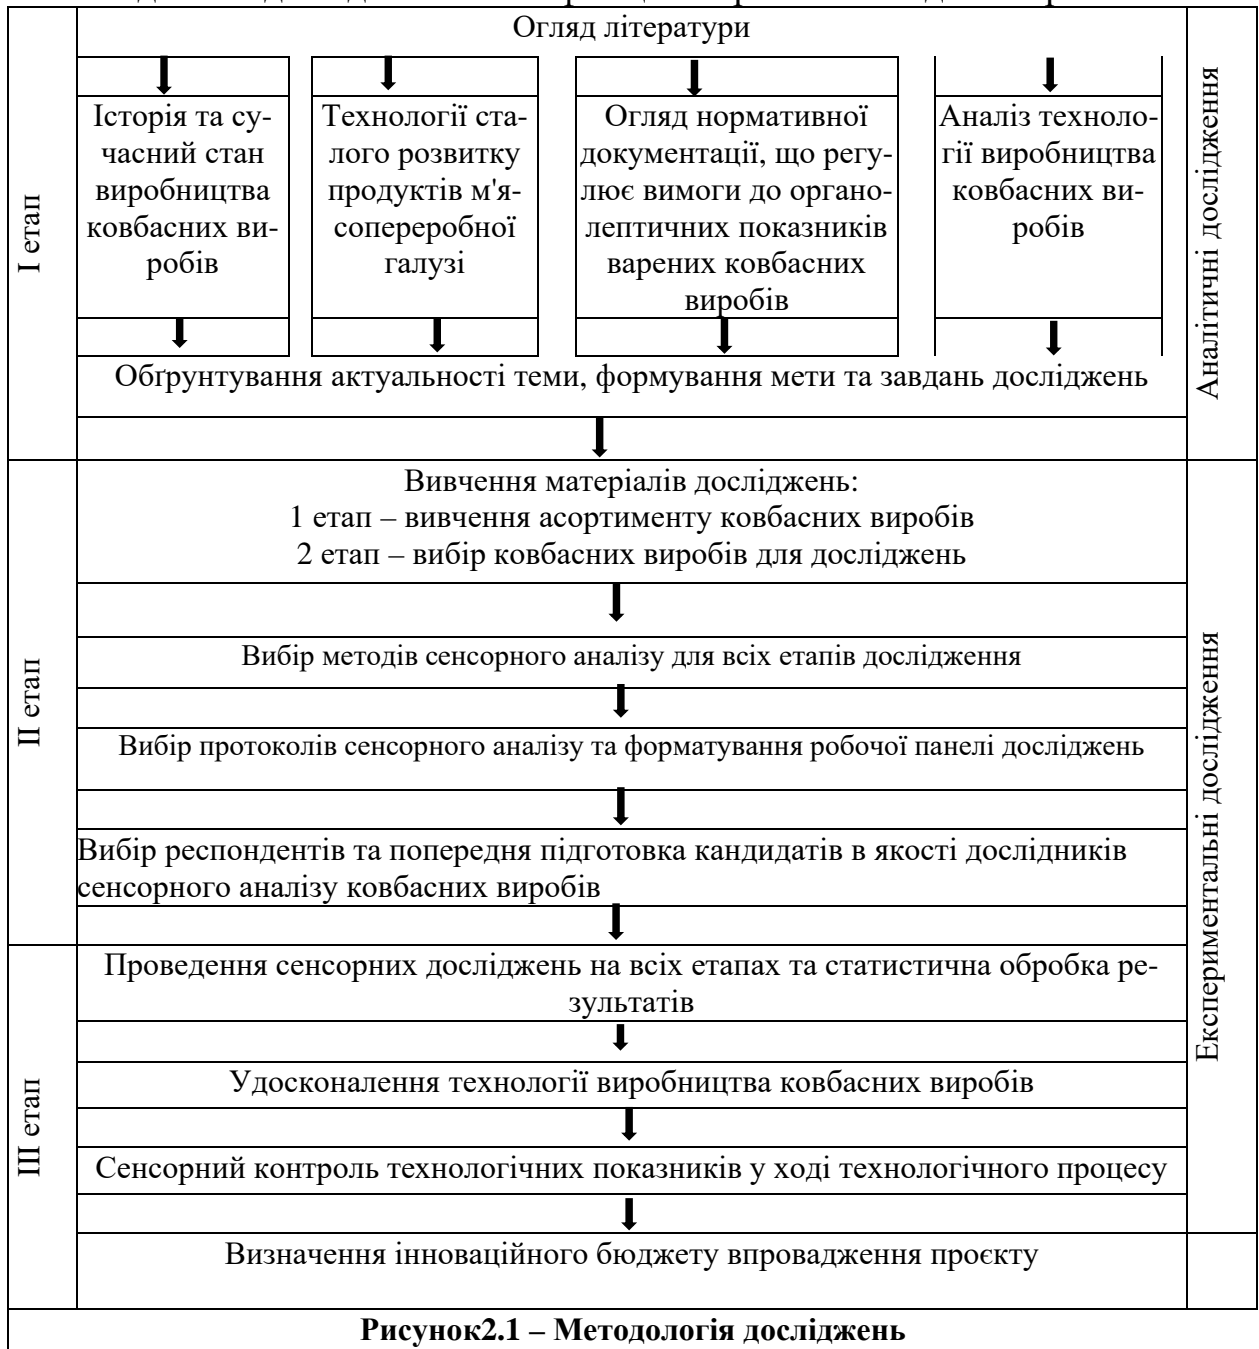 Огляд літератури
Історія та су-
часний стан
виробництва
ковбасних ви-
робів
Технології ста-
лого розвитку
продуктів м'я-
сопереробної
галузі
Огляд нормативної
документації, що регу-
лює вимоги до органо-
лептичних показників
варених ковбасних
виробів
Аналіз техноло-
гії виробництва
ковбасних ви-
робів
Обґрунтування актуальності теми, формування мети та завдань досліджень
І етап
Аналітичні дослідження
Вивчення матеріалів досліджень:
1 етап – вивчення асортименту ковбасних виробів
2 етап – вибір ковбасних виробів для досліджень
Вибір методів сенсорного аналізу для всіх етапів дослідження
Вибір протоколів сенсорного аналізу та форматування робочої панелі досліджень
Вибір респондентів та попередня підготовка кандидатів в якості дослідників
сенсорного аналізу ковбасних виробів
ІІ етап
Експериментальні дослідження
Проведення сенсорних досліджень на всіх етапах та статистична обробка ре-
зультатів
Удосконалення технології виробництва ковбасних виробів
Сенсорний контроль технологічних показників у ході технологічного процесу
Визначення інноваційного бюджету впровадження проєкту
ІІІ етап
Рисунок2.1 – Методологія досліджень